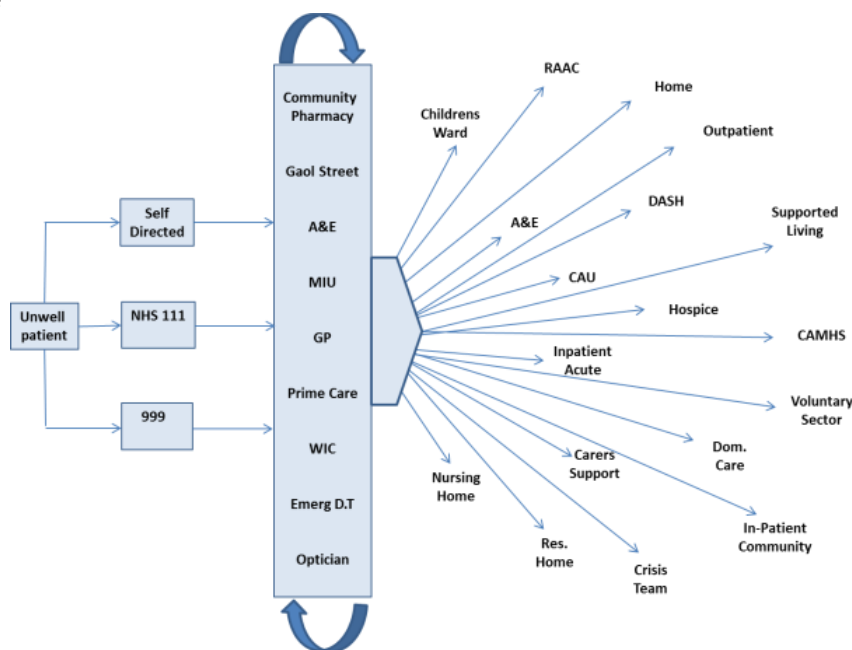 Unwell
patient
Self
Directed
NHS 111
999
Community
Pharmacy
Gaol Street
A&E
MIU
GP
Prime Care
WIC
Emerg D.T
Optician
Childrens
Ward
RAAC
Home
Outpatient
DASH
A&E
Supported
Living
CAU
Hospice
CAMHS
Inpatient
Acute
Voluntary
Sector
Dom.
Care
Carers
Support
Nursing
Home
In-Patient
Community
Res.
Home
Crisis
Team